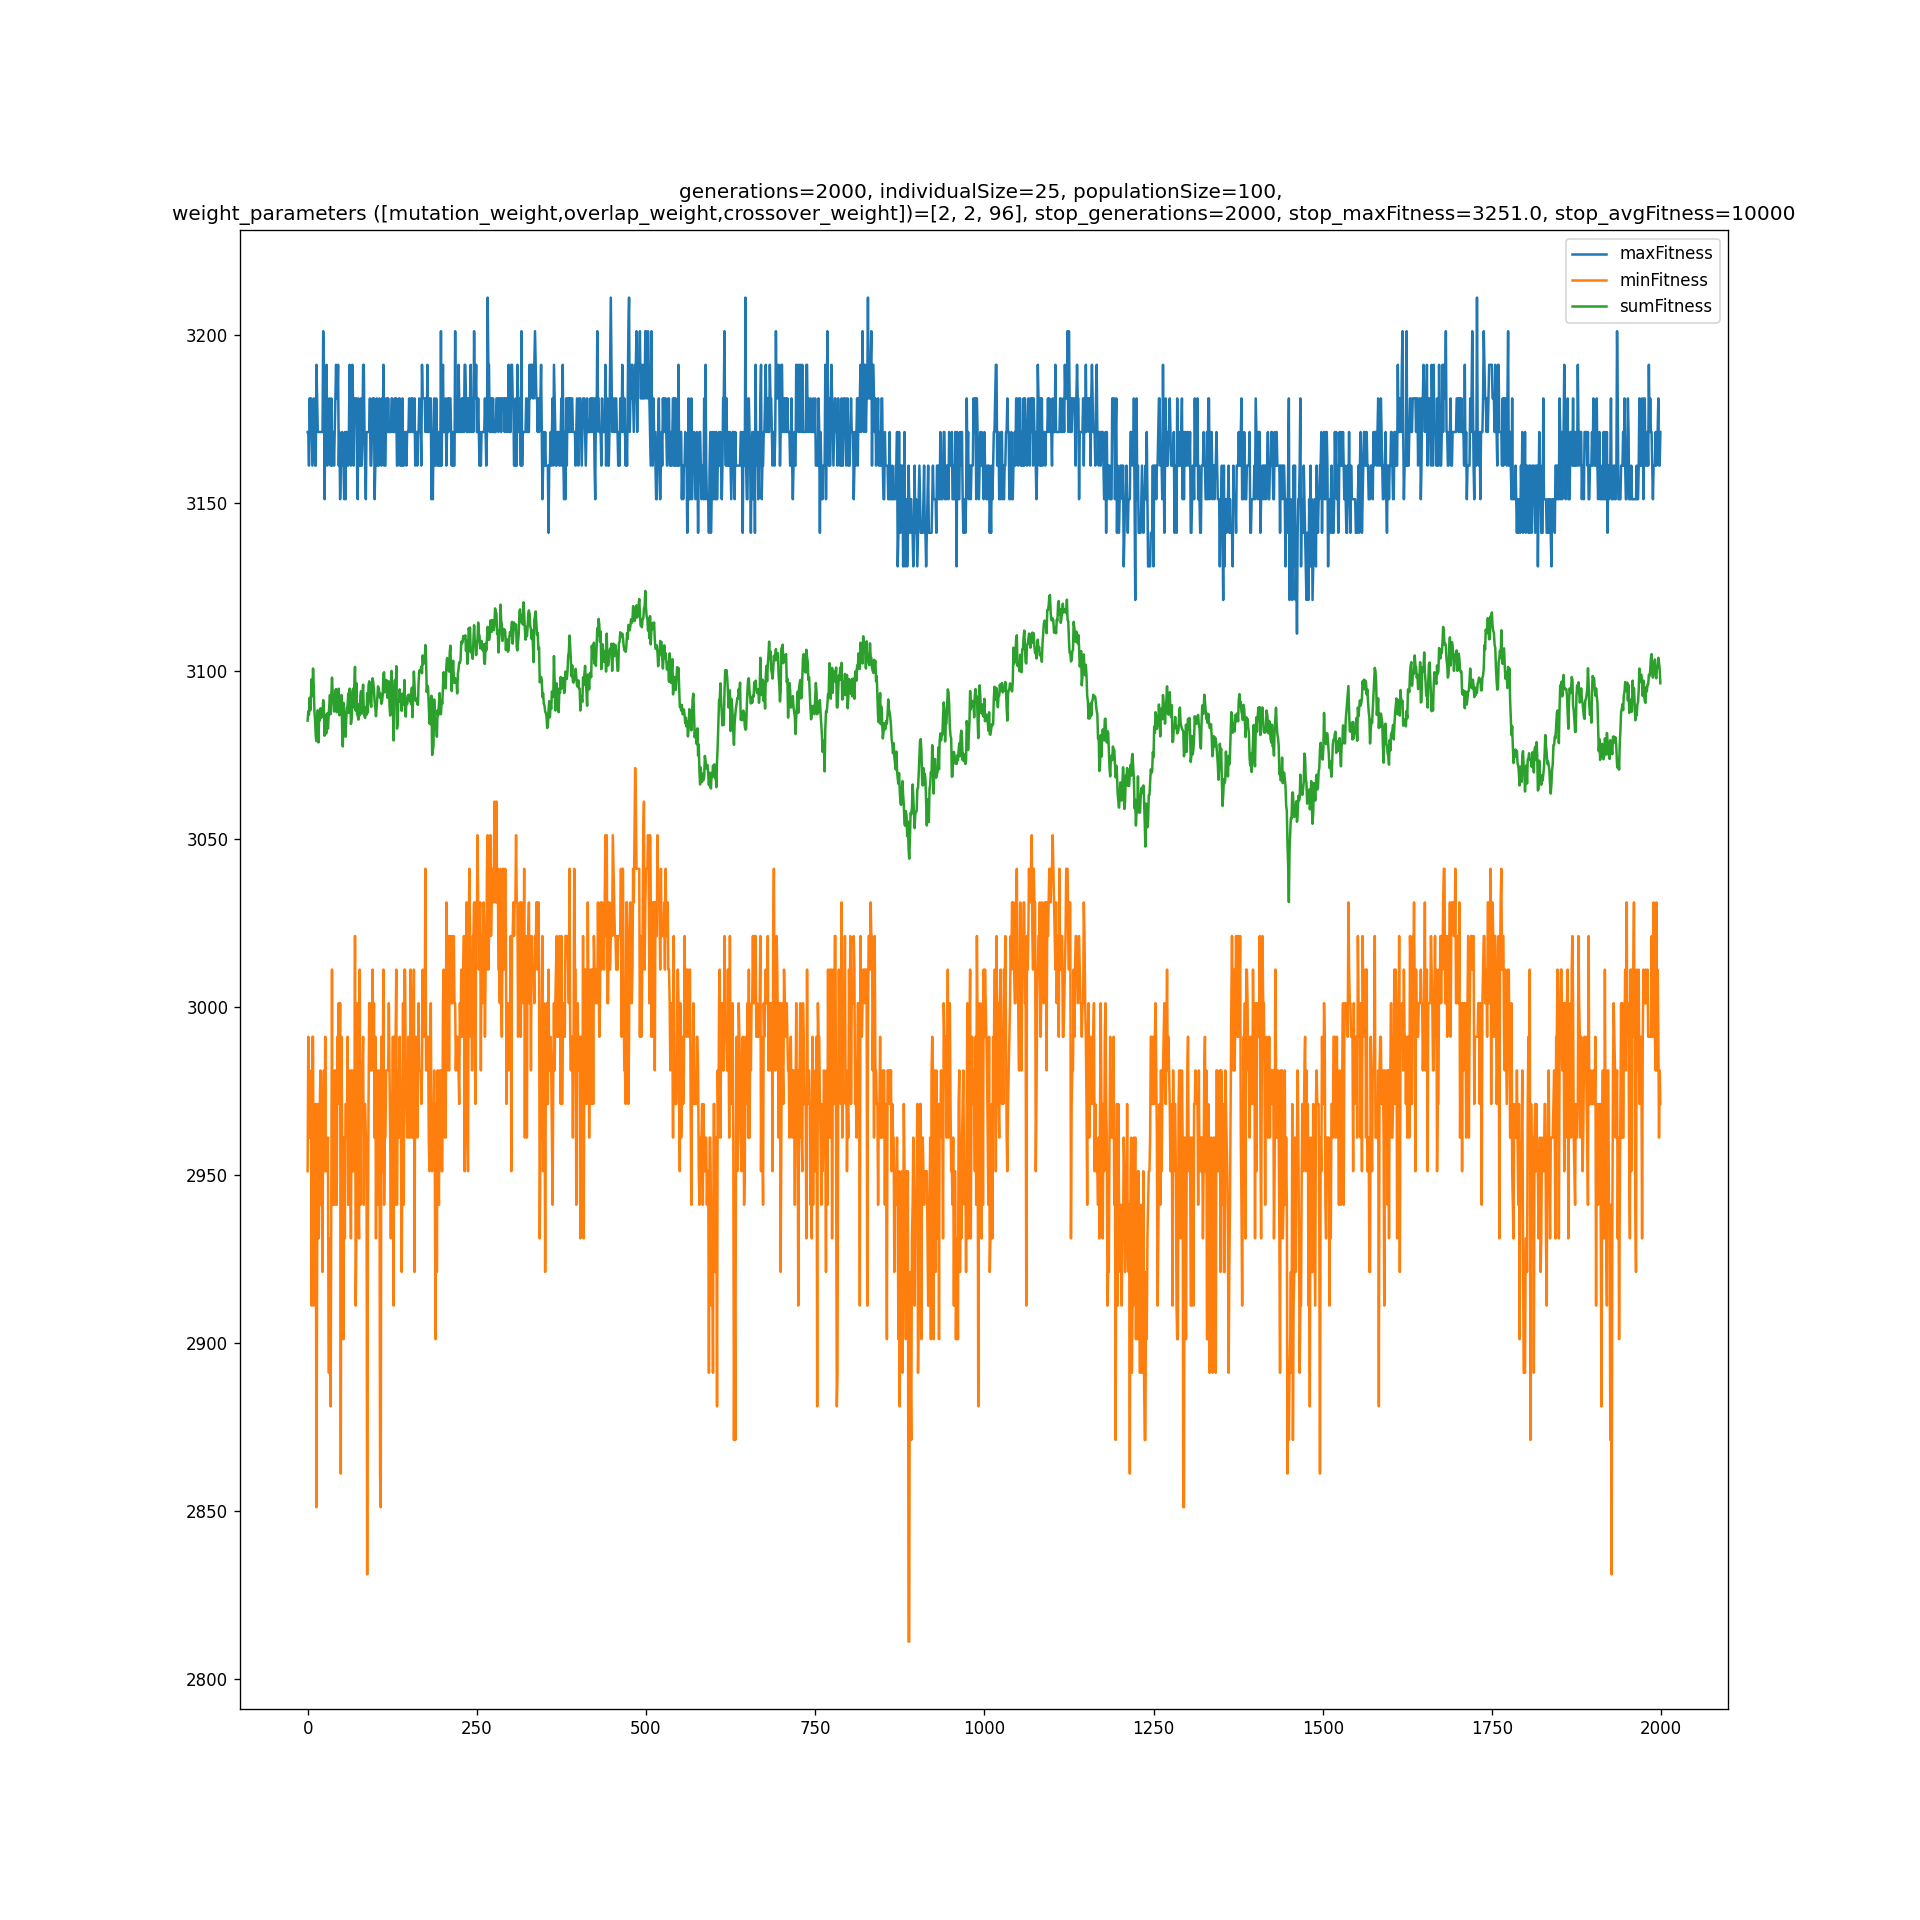 generations=2000, individualSize=25, populationSize=100,
weight_parameters ([mutation_weight,overlap_weight,crossover_weight])=[2, 2, 96], stop_generations=2000, stop_maxFitness=3251.0, stop_avgFitness=10000
maxFitness
minFitness
sumFitness
3200
3150
3100
3050
3000
2950
2900
2850
2800
0 250 500 750 1000 1250 1500 1750 2000